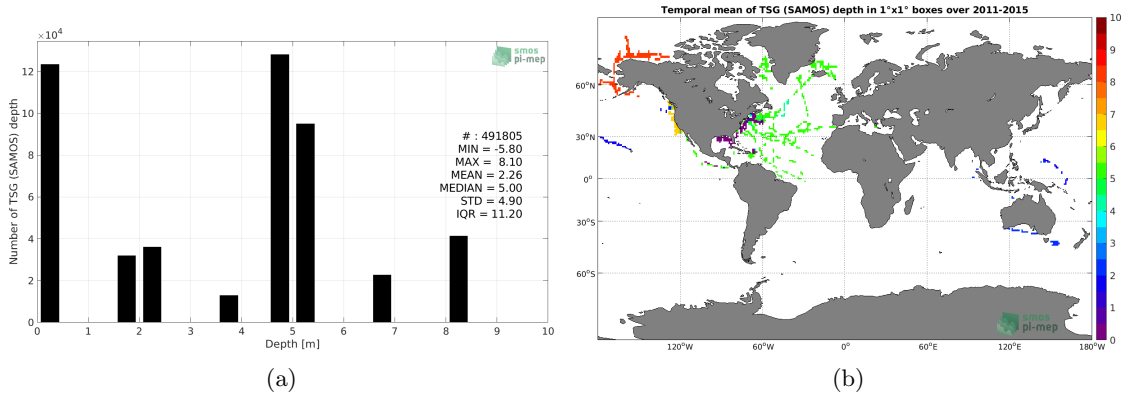 ×10⁴
12
10
8
6
4
2
0
Number of TSG (SAMOS) depth
0 1 2 3 4 5 6 7 8 9 10
Depth [m]
smos
pi-mep
# : 491805
MIN = -5.80
MAX = 8.10
MEAN = 2.26
MEDIAN = 5.00
STD = 4.90
IQR = 11.20
(a)
Temporal mean of TSG (SAMOS) depth in 1°x1° boxes over 2011-2015
60°N
30°N
0°
30°S
60°S
120°W 60°W 0° 60°E 120°E 180°W
smos
pi-mep
10
9
8
7
6
5
4
3
2
1
0
(b)